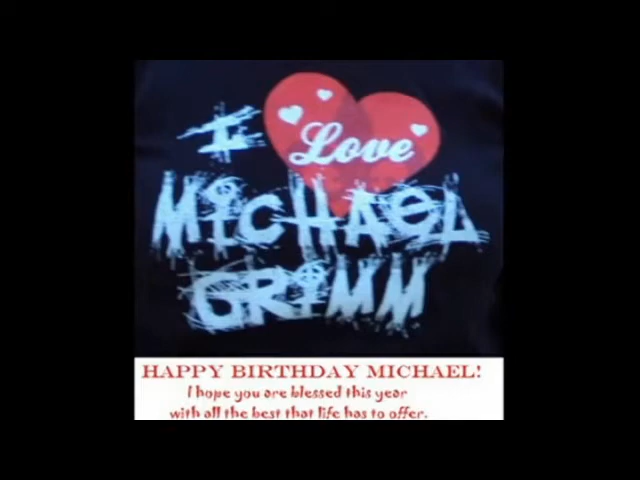 I Love
MiCHAEL
GRiMM
HAPPY BIRTHDAY MICHAEL!
I hope you are blessed this year
with all the best that life has to offer.